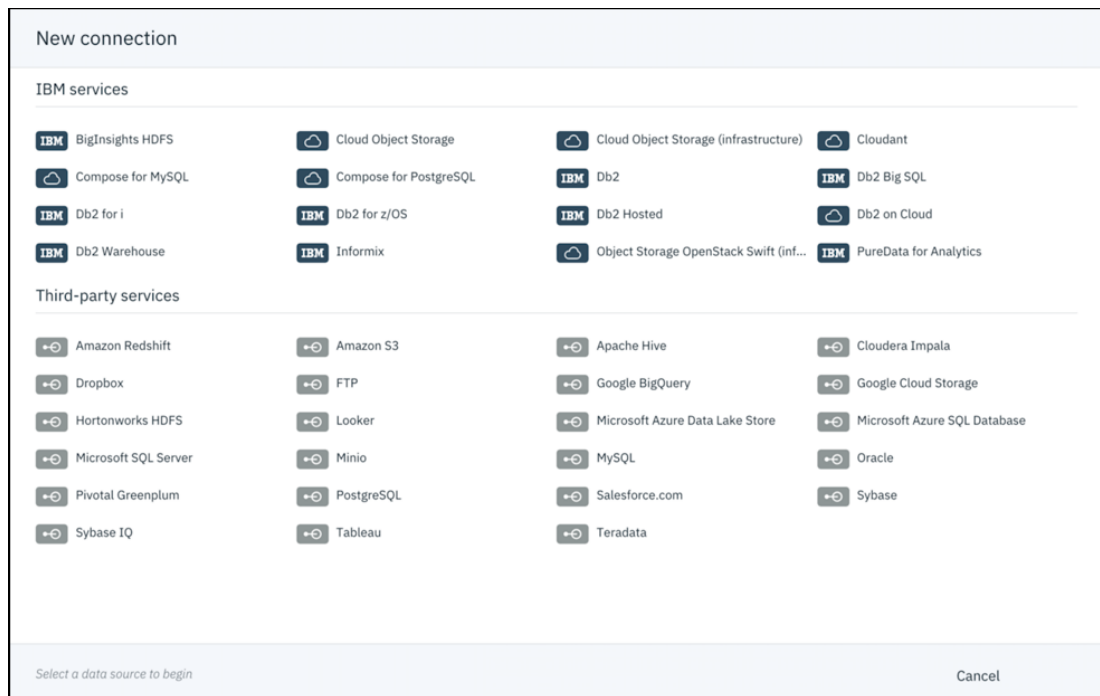 New connection
IBM services
IBM BigInsights HDFS Cloud Object Storage Cloud Object Storage (infrastructure) Cloudant
Compose for MySQL Compose for PostgreSQL IBM Db2 IBM Db2 Big SQL
IBM Db2 for i IBM Db2 for z/OS IBM Db2 Hosted Db2 on Cloud
IBM Db2 Warehouse IBM Informix Object Storage OpenStack Swift (inf... IBM PureData for Analytics
Third-party services
Amazon Redshift Amazon S3 Apache Hive Cloudera Impala
Dropbox FTP Google BigQuery Google Cloud Storage
Hortonworks HDFS Looker Microsoft Azure Data Lake Store Microsoft Azure SQL Database
Microsoft SQL Server Minio MySQL Oracle
Pivotal Greenplum PostgreSQL Salesforce.com Sybase
Sybase IQ Tableau Teradata
Select a data source to begin Cancel